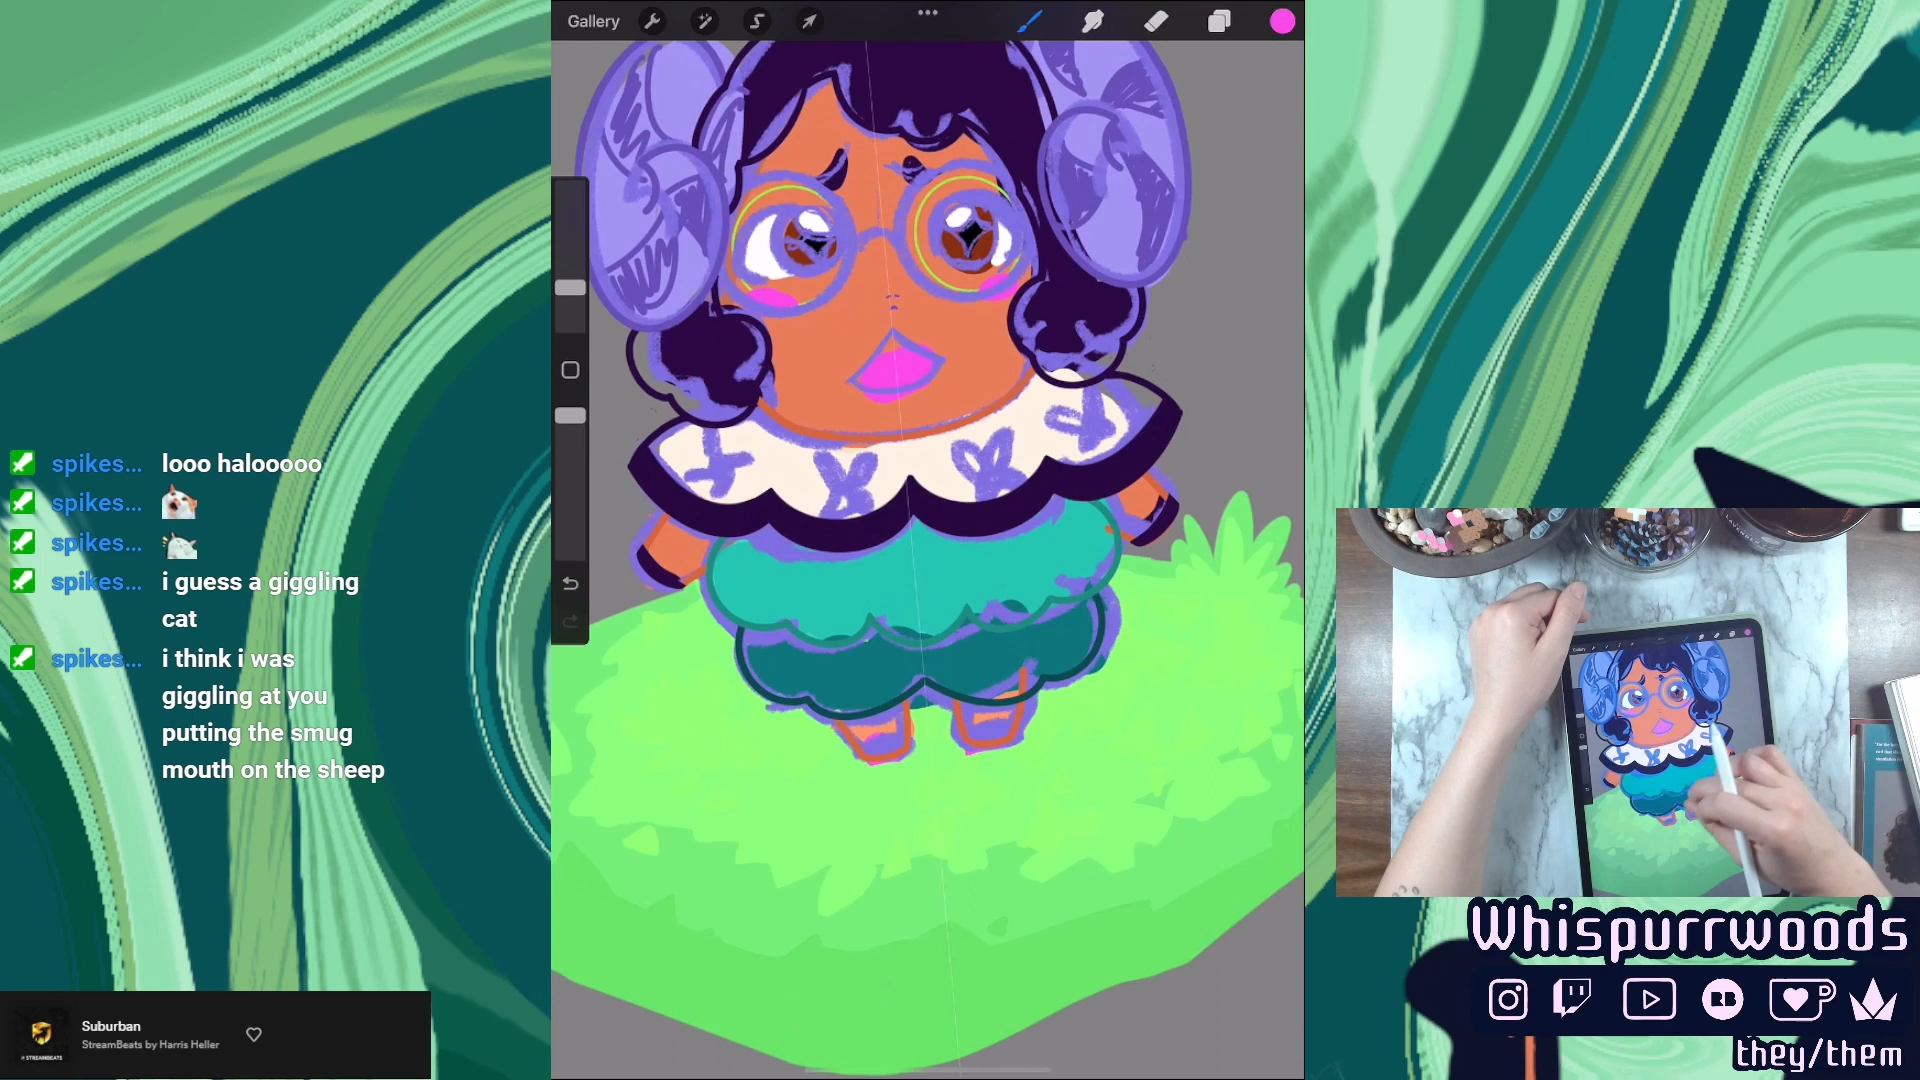 Gallery
spikes... looo halooooo
spikes...
spikes...
spikes... i guess a giggling
cat
spikes... i think i was
giggling at you
putting the smug
mouth on the sheep
Suburban
StreamBeats by Harris Heller
STREAMBEATS
Whispurrwoods
they/them